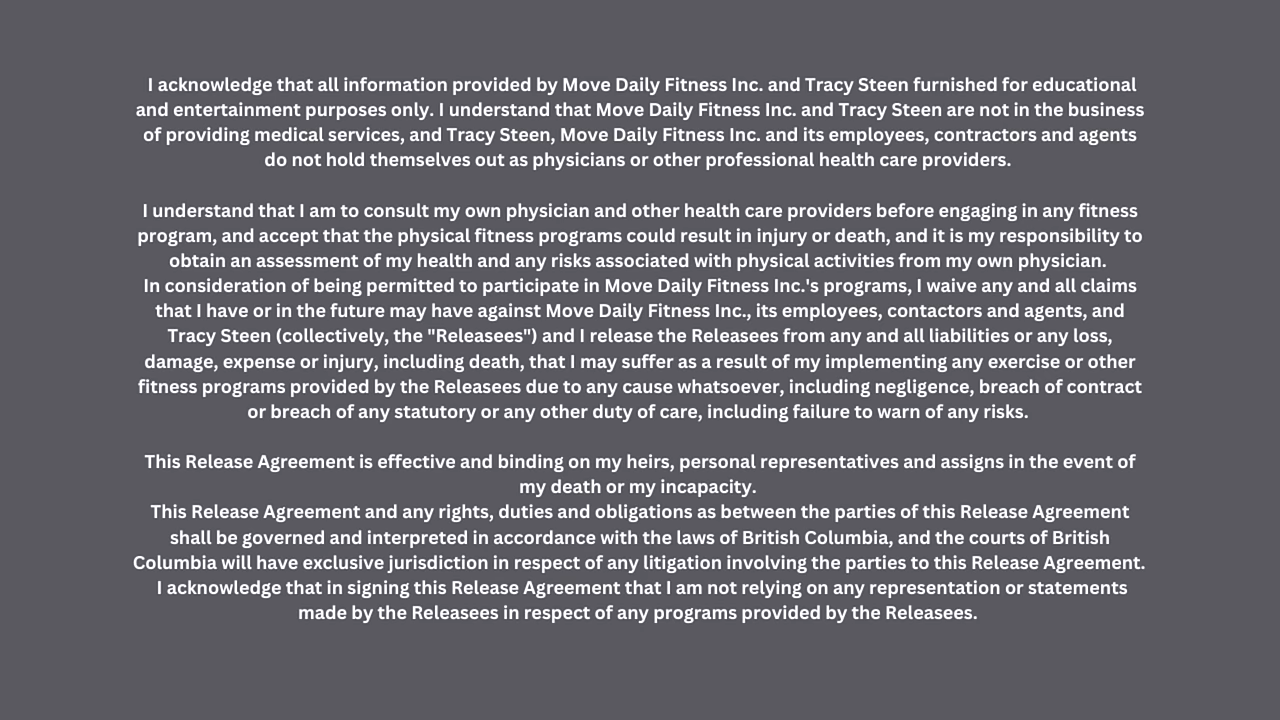 I acknowledge that all information provided by Move Daily Fitness Inc. and Tracy Steen furnished for educational
and entertainment purposes only. I understand that Move Daily Fitness Inc. and Tracy Steen are not in the business
of providing medical services, and Tracy Steen, Move Daily Fitness Inc. and its employees, contractors and agents
do not hold themselves out as physicians or other professional health care providers.
I understand that I am to consult my own physician and other health care providers before engaging in any fitness
program, and accept that the physical fitness programs could result in injury or death, and it is my responsibility to
obtain an assessment of my health and any risks associated with physical activities from my own physician.
In consideration of being permitted to participate in Move Daily Fitness Inc.'s programs, I waive any and all claims
that I have or in the future may have against Move Daily Fitness Inc., its employees, contactors and agents, and
Tracy Steen (collectively, the "Releasees") and I release the Releasees from any and all liabilities or any loss,
damage, expense or injury, including death, that I may suffer as a result of my implementing any exercise or other
fitness programs provided by the Releasees due to any cause whatsoever, including negligence, breach of contract
or breach of any statutory or any other duty of care, including failure to warn of any risks.
This Release Agreement is effective and binding on my heirs, personal representatives and assigns in the event of
my death or my incapacity.
This Release Agreement and any rights, duties and obligations as between the parties of this Release Agreement
shall be governed and interpreted in accordance with the laws of British Columbia, and the courts of British
Columbia will have exclusive jurisdiction in respect of any litigation involving the parties to this Release Agreement.
I acknowledge that in signing this Release Agreement that I am not relying on any representation or statements
made by the Releasees in respect of any programs provided by the Releasees.